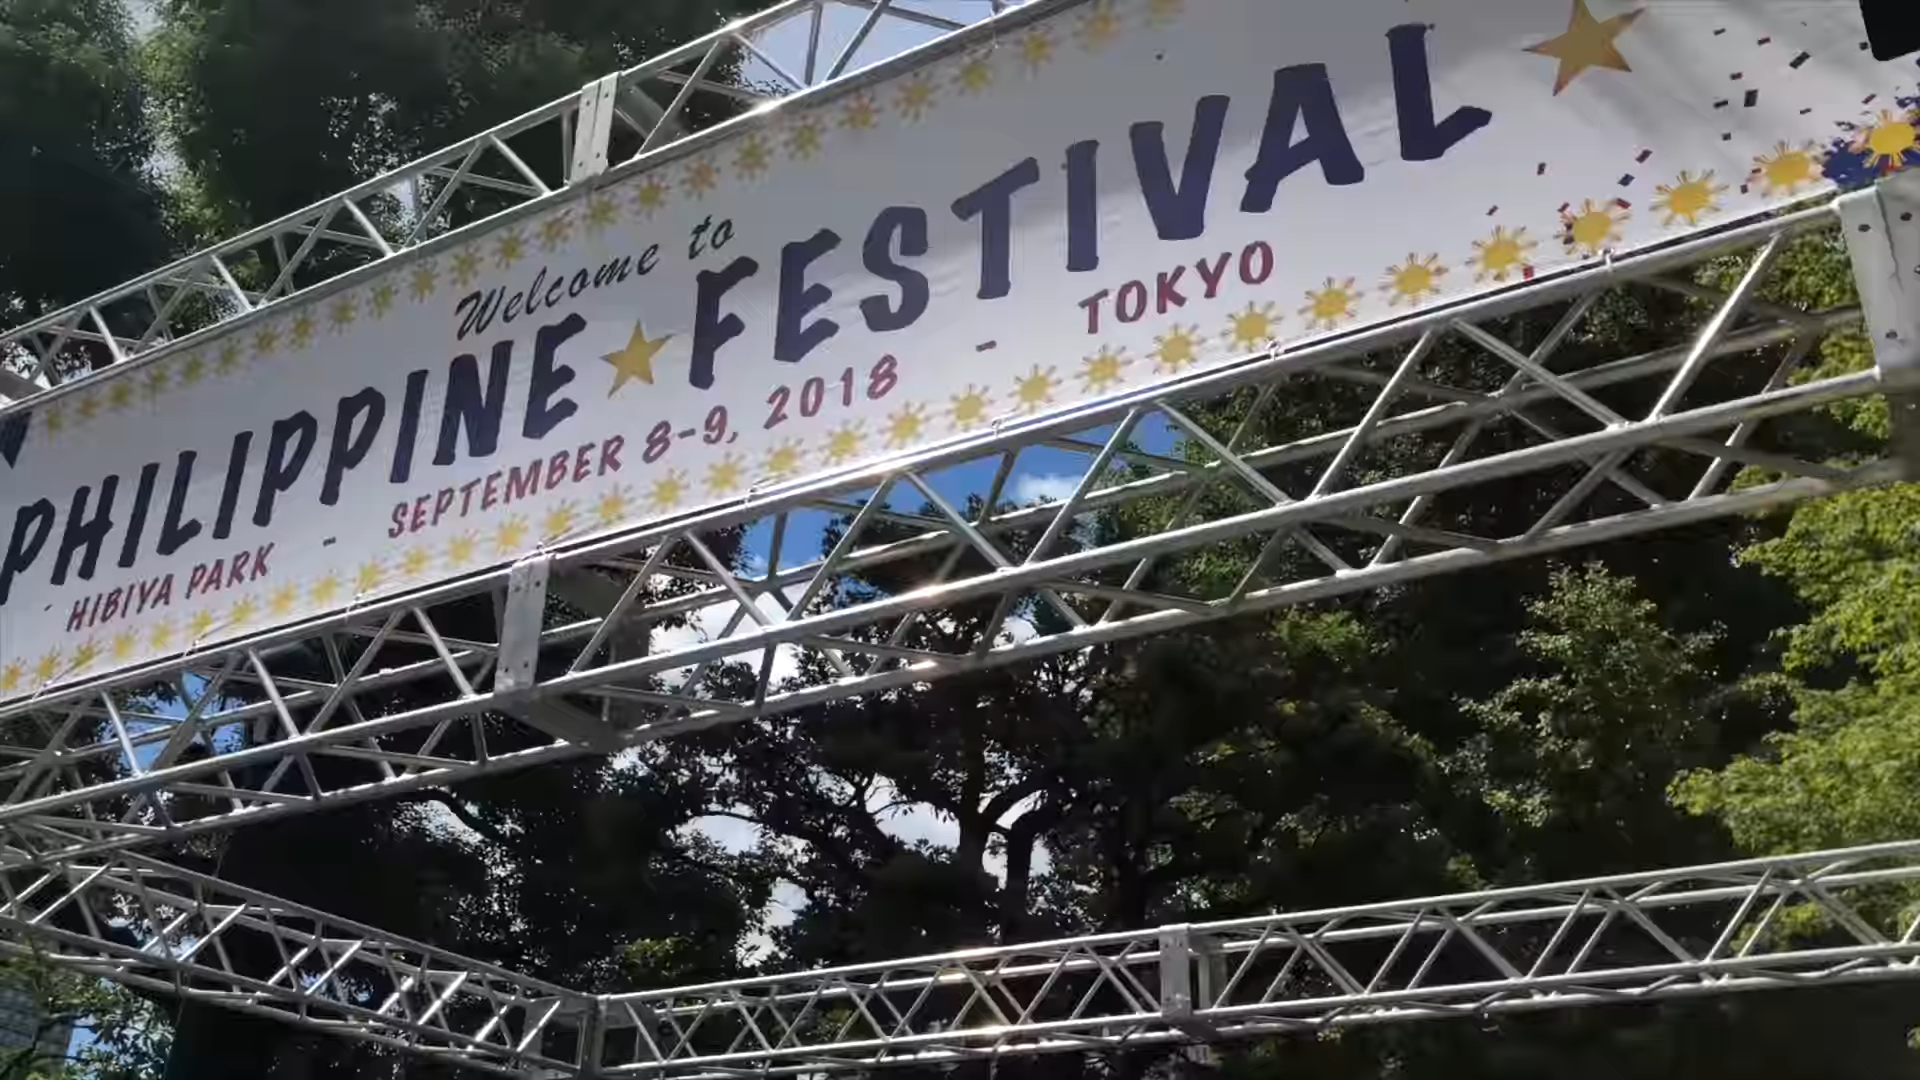 Welcome to
PHILIPPINE FESTIVAL
HIBIYA PARK - SEPTEMBER 8-9, 2018 - TOKYO